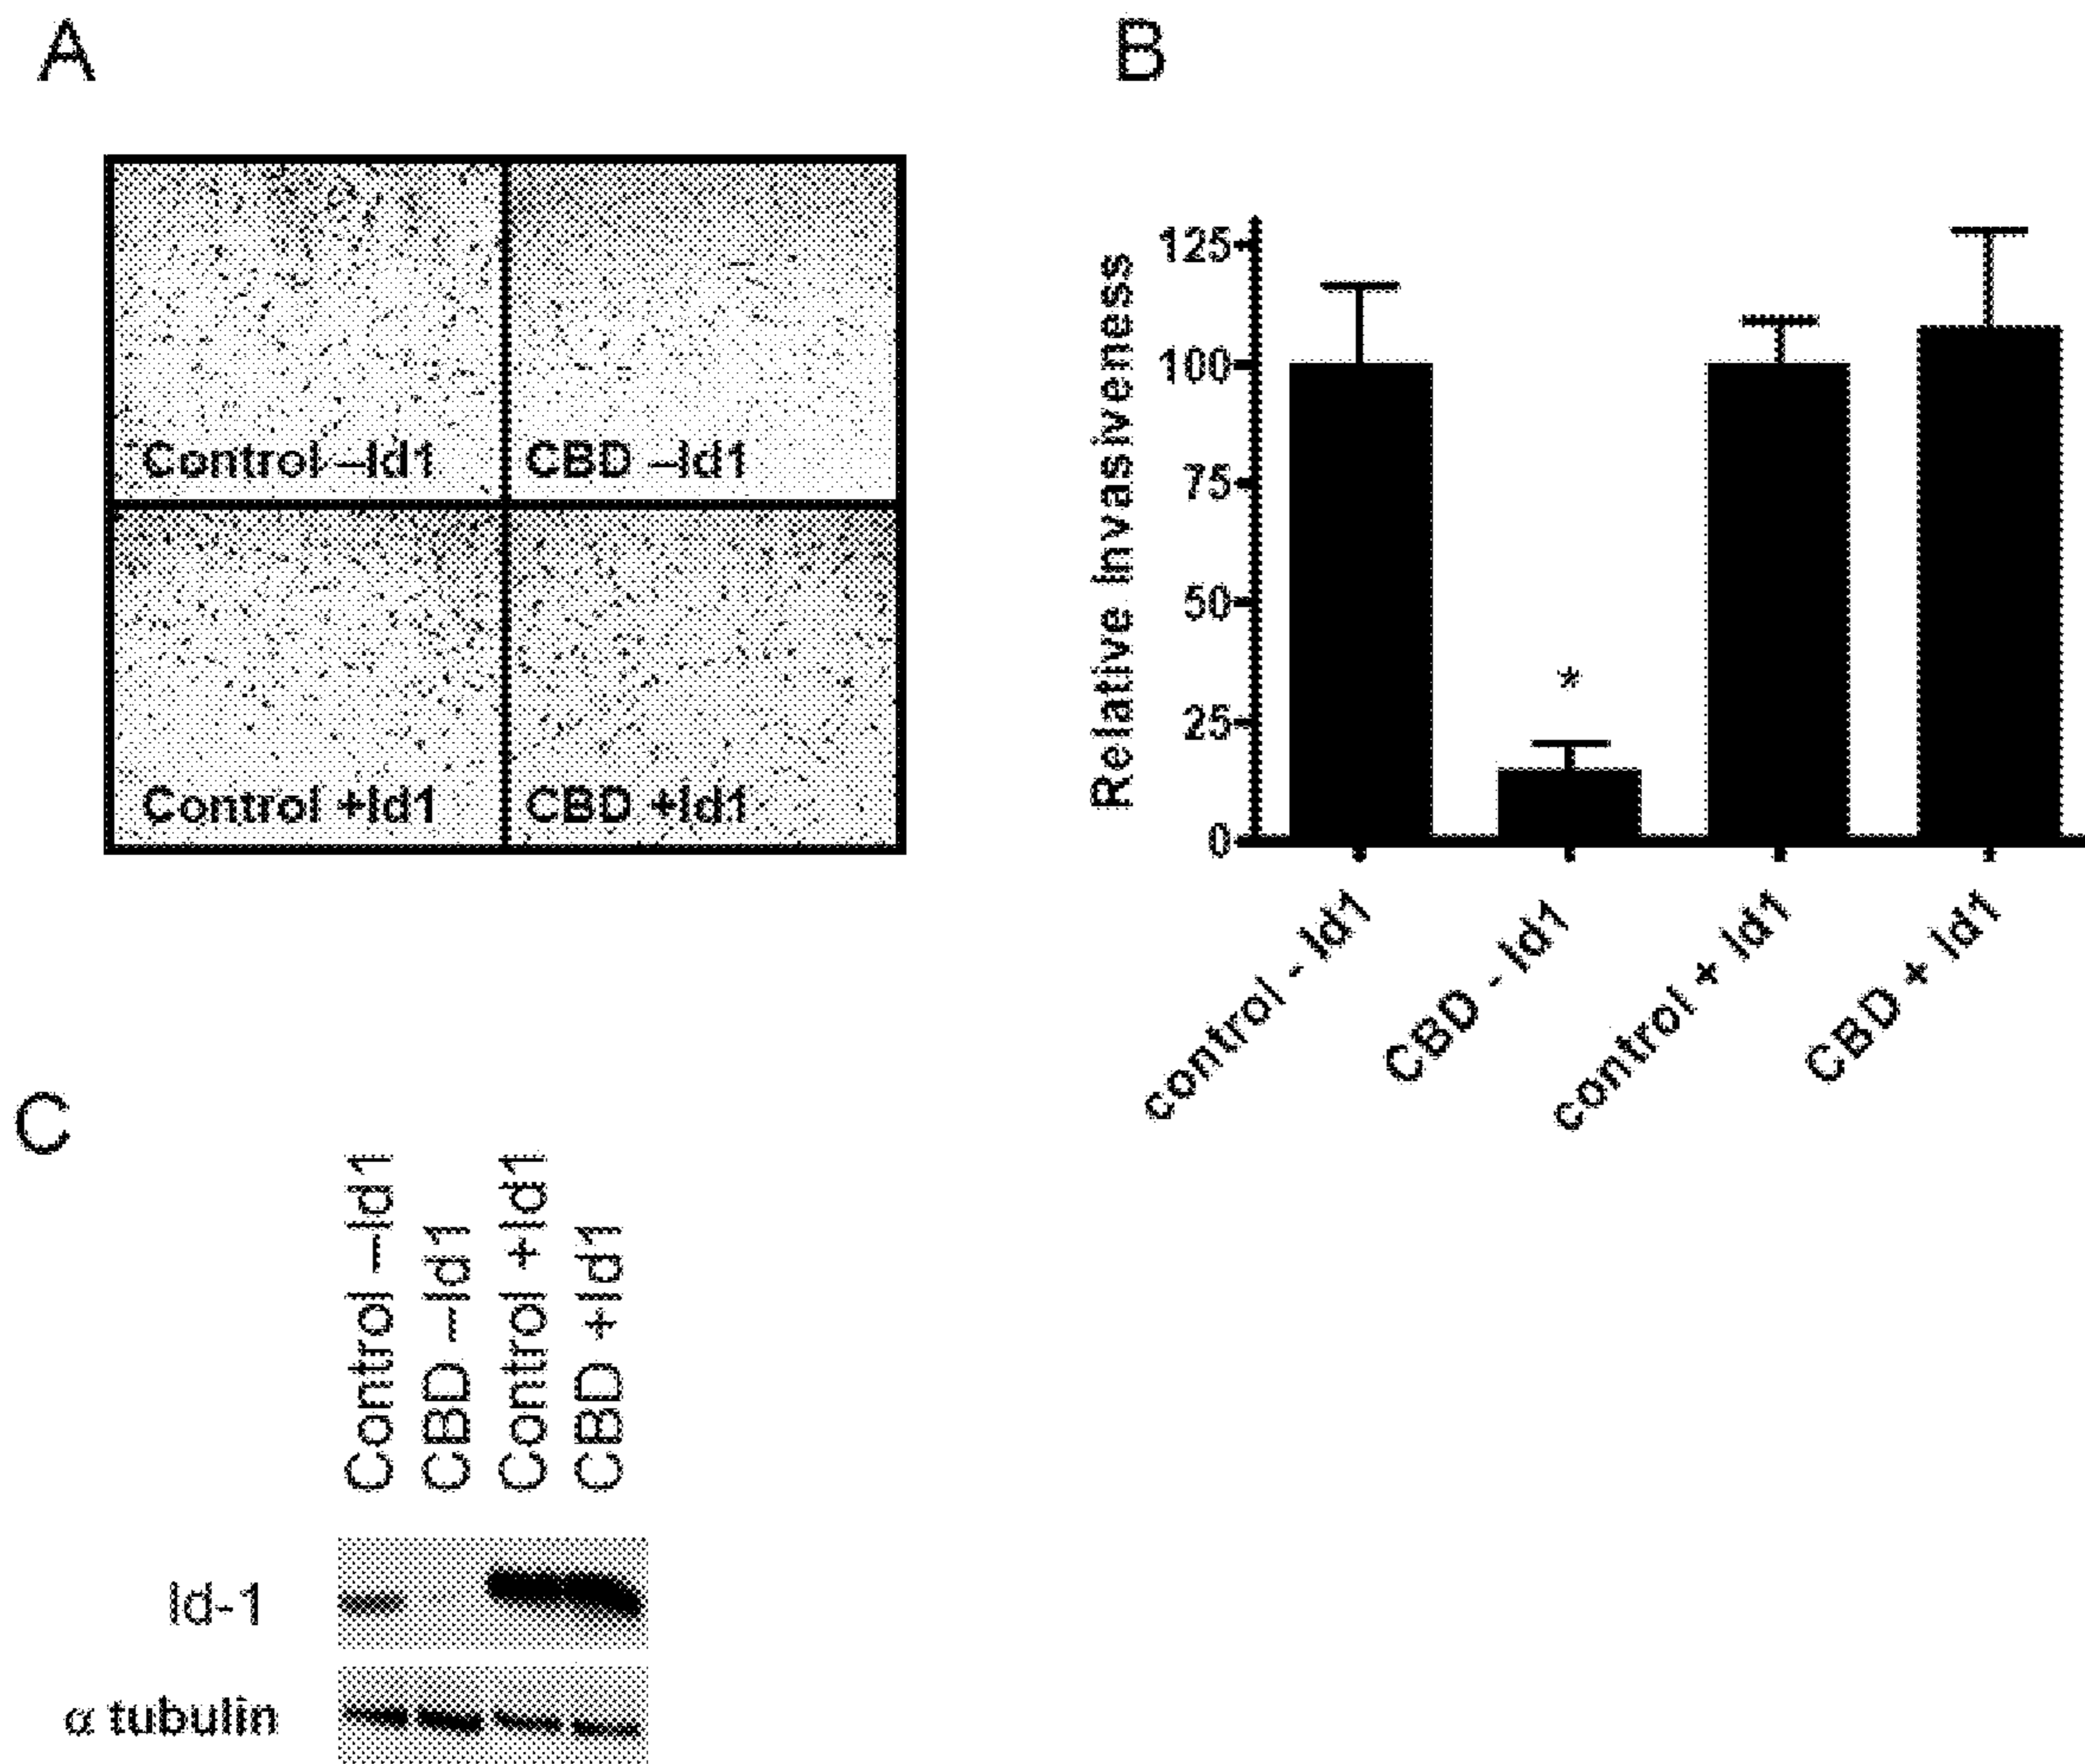 A
Control –Id1
CBD –Id1
Control +Id1
CBD +Id1
B
Relative Invasiveness
125
100
75
50
25
0
*
control - Id1
CBD - Id1
control + Id1
CBD + Id1
C
Control –Id1
CBD –Id1
Control +Id1
CBD +Id1
Id-1
α tubulin